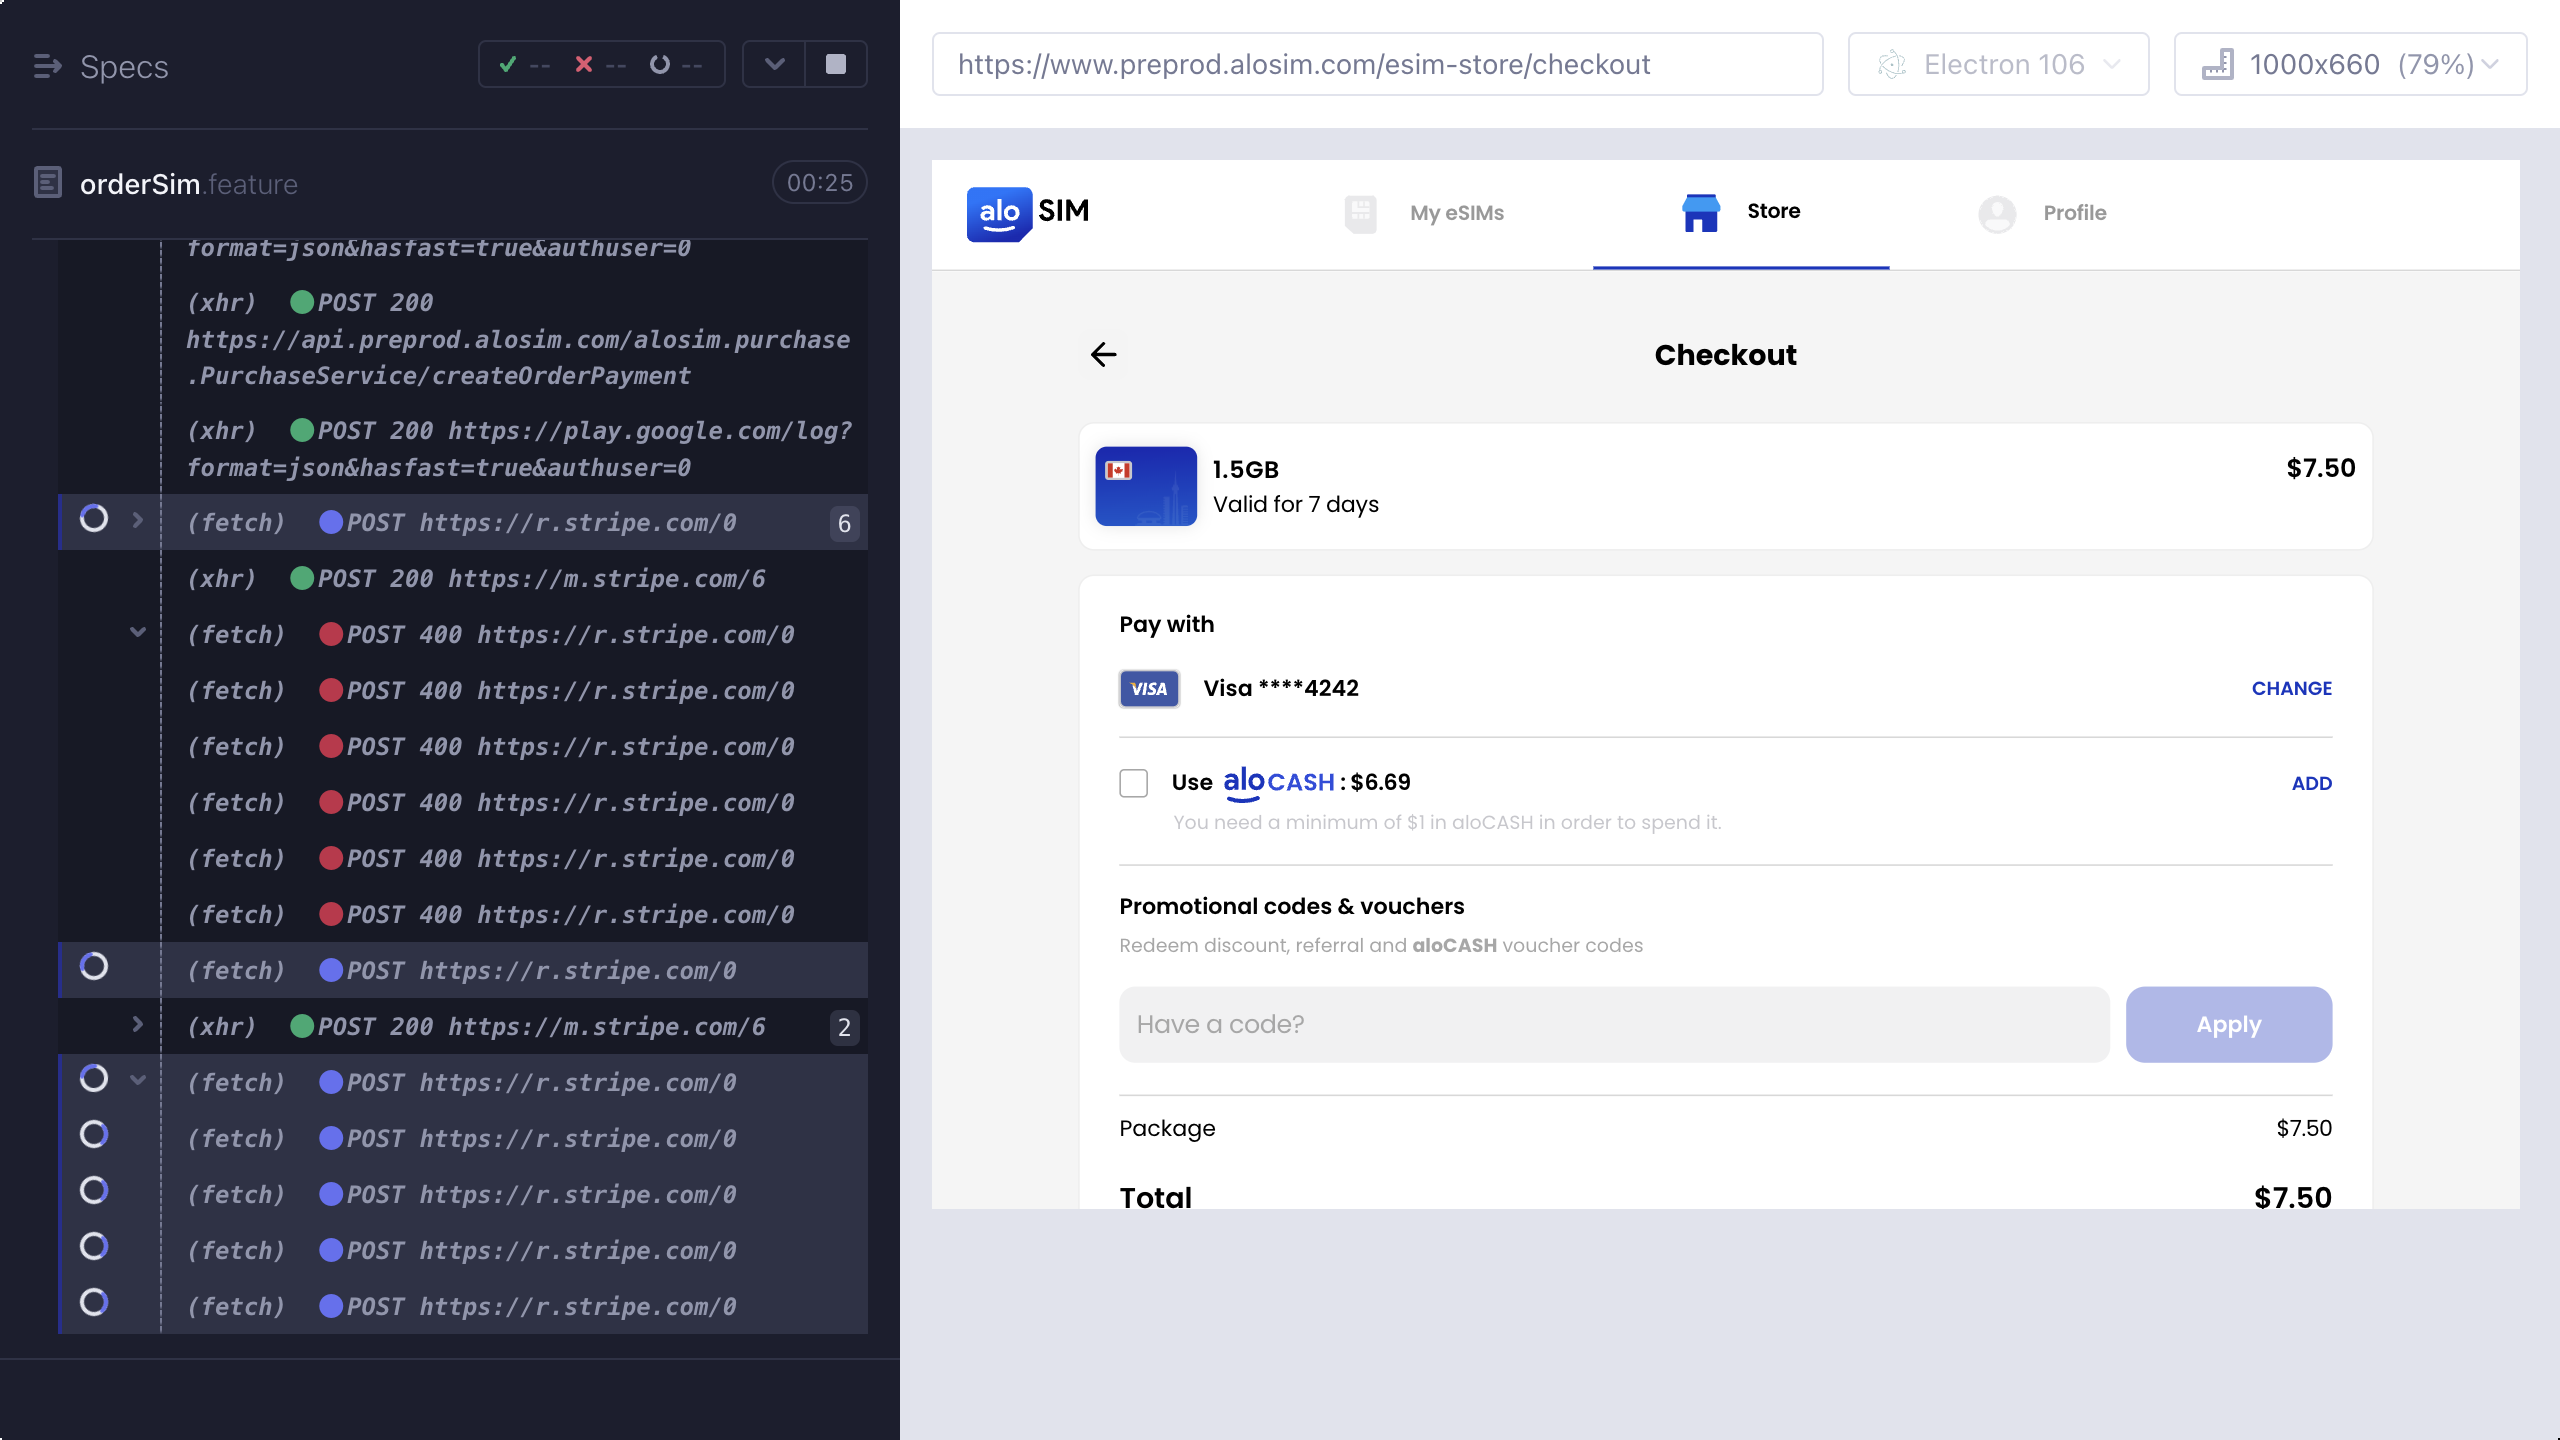 Specs
-- -- --
orderSim.feature
00:25
format=json&hasfast=true&authuser=0
(xhr) POST 200
https://api.preprod.alosim.com/alosim.purchase
.PurchaseService/createOrderPayment
(xhr) POST 200 https://play.google.com/log?
format=json&hasfast=true&authuser=0
(fetch) POST https://r.stripe.com/0 6
(xhr) POST 200 https://m.stripe.com/6
(fetch) POST 400 https://r.stripe.com/0
(fetch) POST 400 https://r.stripe.com/0
(fetch) POST 400 https://r.stripe.com/0
(fetch) POST 400 https://r.stripe.com/0
(fetch) POST 400 https://r.stripe.com/0
(fetch) POST 400 https://r.stripe.com/0
(fetch) POST https://r.stripe.com/0
(xhr) POST 200 https://m.stripe.com/6 2
(fetch) POST https://r.stripe.com/0
(fetch) POST https://r.stripe.com/0
(fetch) POST https://r.stripe.com/0
(fetch) POST https://r.stripe.com/0
(fetch) POST https://r.stripe.com/0
https://www.preprod.alosim.com/esim-store/checkout
Electron 106
1000x660 (79%)
alo SIM
My eSIMs
Store
Profile
Checkout
1.5GB
$7.50
Valid for 7 days
Pay with
VISA Visa ****4242
CHANGE
Use alo CASH : $6.69
ADD
You need a minimum of $1 in aloCASH in order to spend it.
Promotional codes & vouchers
Redeem discount, referral and aloCASH voucher codes
Have a code?
Apply
Package
$7.50
Total
$7.50